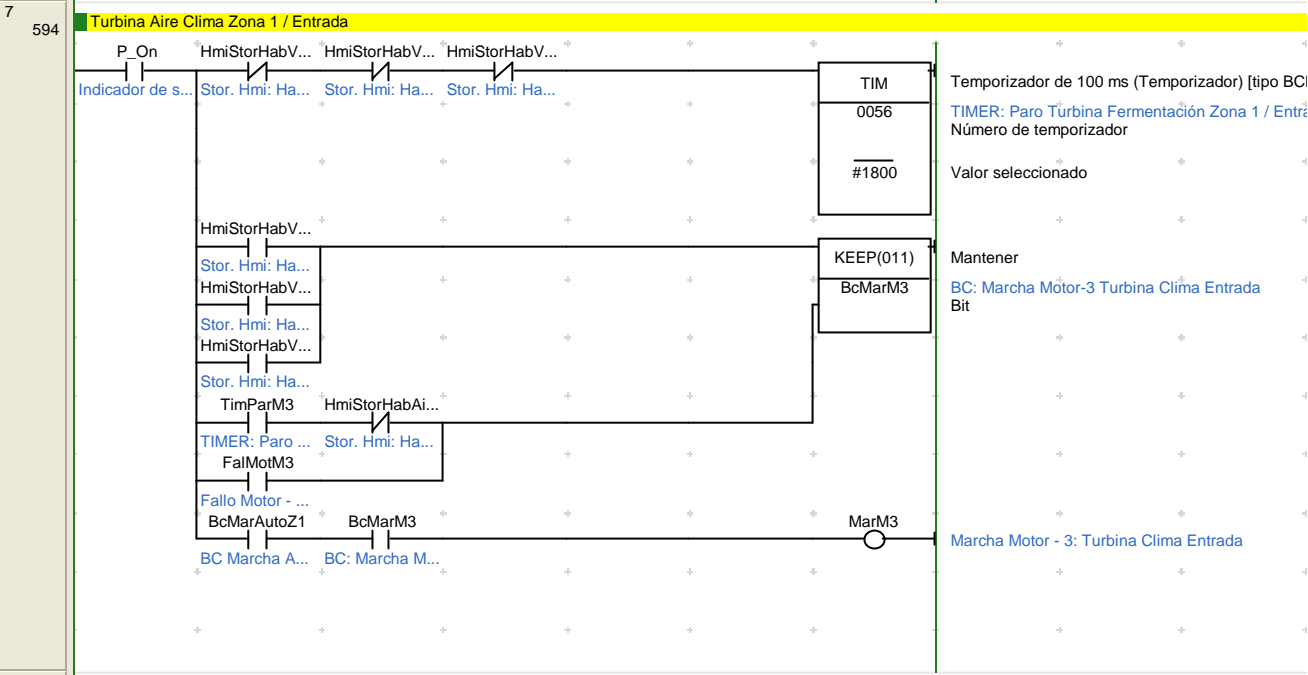 7
594
Turbina Aire Clima Zona 1 / Entrada
P_On HmiStorHabV... HmiStorHabV... HmiStorHabV...
Indicador de s... Stor. Hmi: Ha... Stor. Hmi: Ha... Stor. Hmi: Ha...
TIM
0056
#1800
Temporizador de 100 ms (Temporizador) [tipo BC
TIMER: Paro Turbina Fermentación Zona 1 / Entra
Número de temporizador
Valor seleccionado
HmiStorHabV...
Stor. Hmi: Ha...
HmiStorHabV...
Stor. Hmi: Ha...
HmiStorHabV...
Stor. Hmi: Ha...
KEEP(011)
BcMarM3
Mantener
BC: Marcha Motor-3 Turbina Clima Entrada
Bit
TimParM3 HmiStorHabAi...
TIMER: Paro ... Stor. Hmi: Ha...
FalMotM3
Fallo Motor - ...
BcMarAutoZ1 BcMarM3 MarM3
BC Marcha A... BC: Marcha M...
Marcha Motor - 3: Turbina Clima Entrada